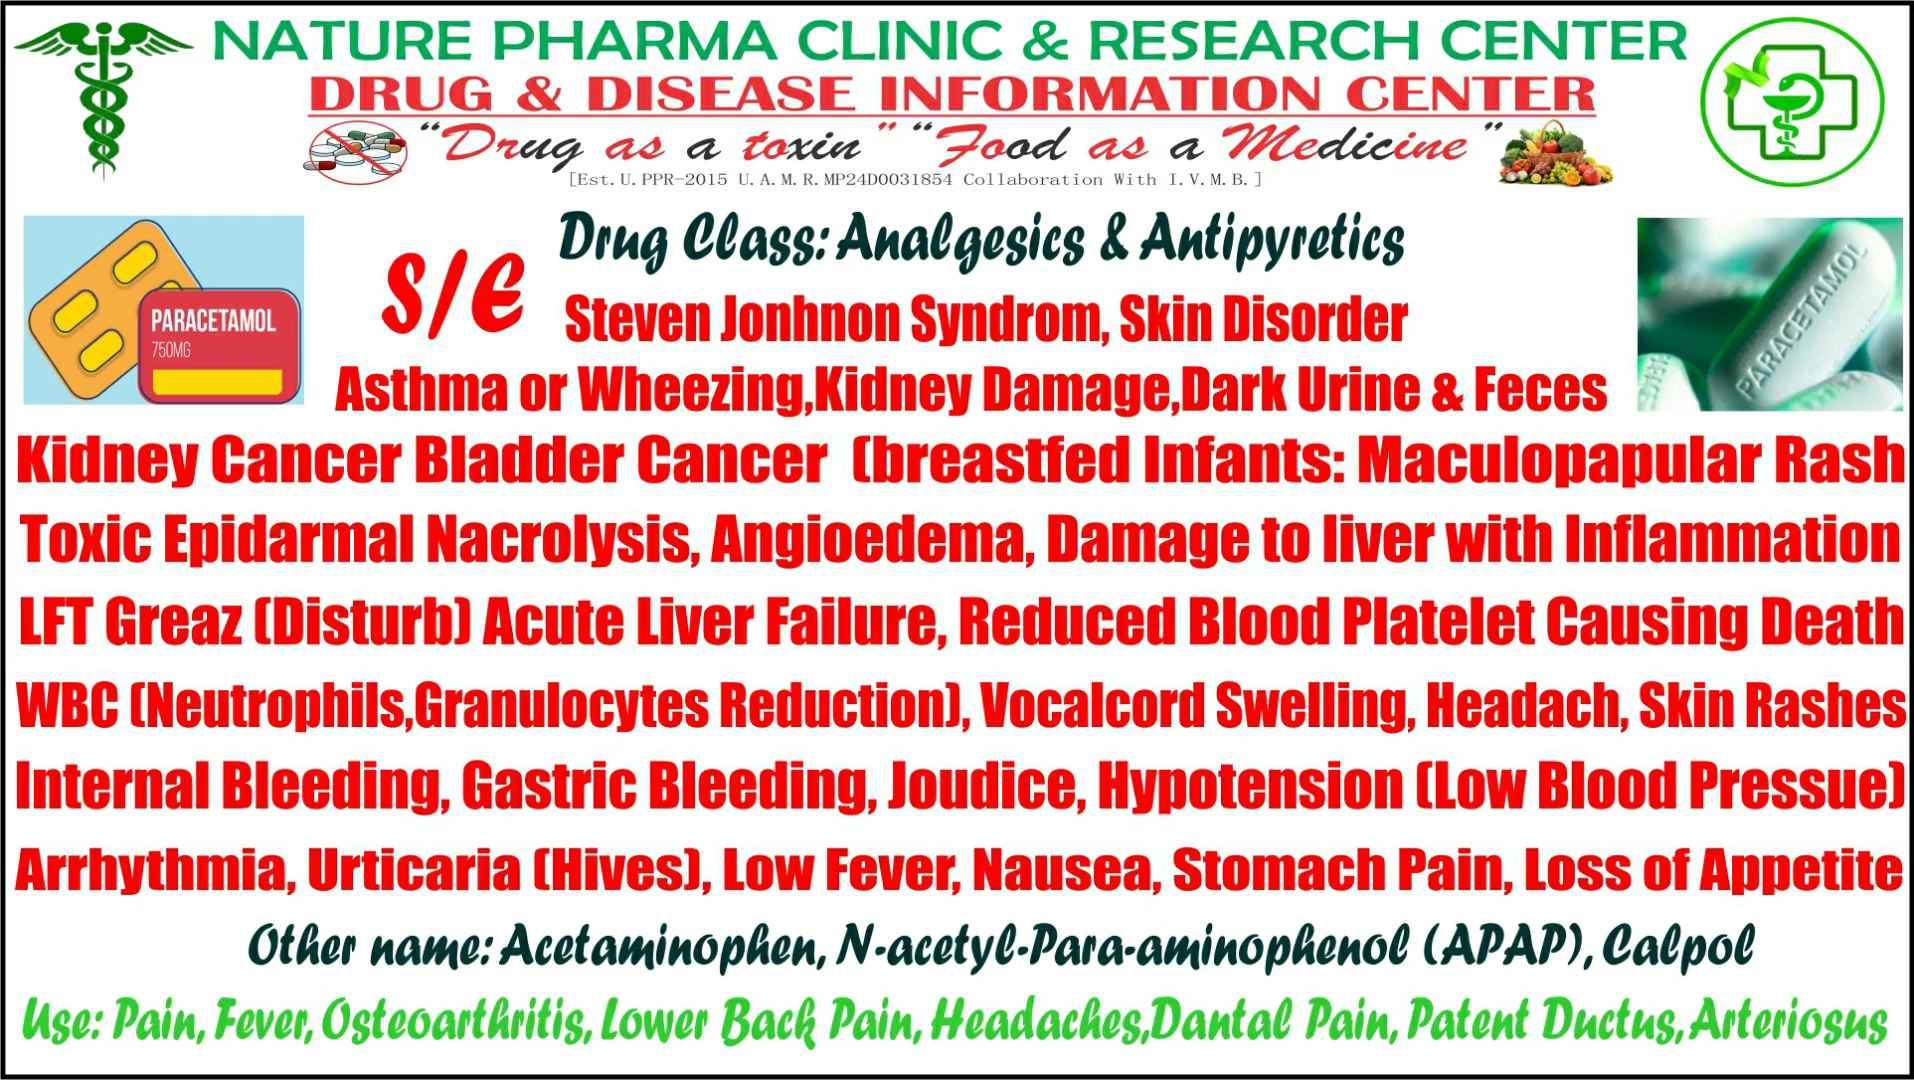 NATURE PHARMA CLINIC & RESEARCH CENTER
DRUG & DISEASE INFORMATION CENTER
"Drug as a toxin" "Food as a Medicine"
[Est.U.PPR-2015 U.A.M.R.MP24D0031854 Collaboration With I.V.M.B.]
Drug Class: Analgesics & Antipyretics
S/E
PARACETAMOL
750MG
PARACETAMOL
Steven Jonhnon Syndrom, Skin Disorder
Asthma or Wheezing,Kidney Damage,Dark Urine & Feces
Kidney Cancer Bladder Cancer (breastfed Infants: Maculopapular Rash
Toxic Epidarmal Nacrolysis, Angioedema, Damage to liver with Inflammation
LFT Greaz (Disturb) Acute Liver Failure, Reduced Blood Platelet Causing Death
WBC (Neutrophils,Granulocytes Reduction), Vocalcord Swelling, Headach, Skin Rashes
Internal Bleeding, Gastric Bleeding, Joudice, Hypotension (Low Blood Pressue)
Arrhythmia, Urticaria (Hives), Low Fever, Nausea, Stomach Pain, Loss of Appetite
Other name: Acetaminophen, N-acetyl-Para-aminophenol (APAP), Calpol
Use: Pain, Fever, Osteoarthritis, Lower Back Pain, Headaches,Dantal Pain, Patent Ductus, Arteriosus